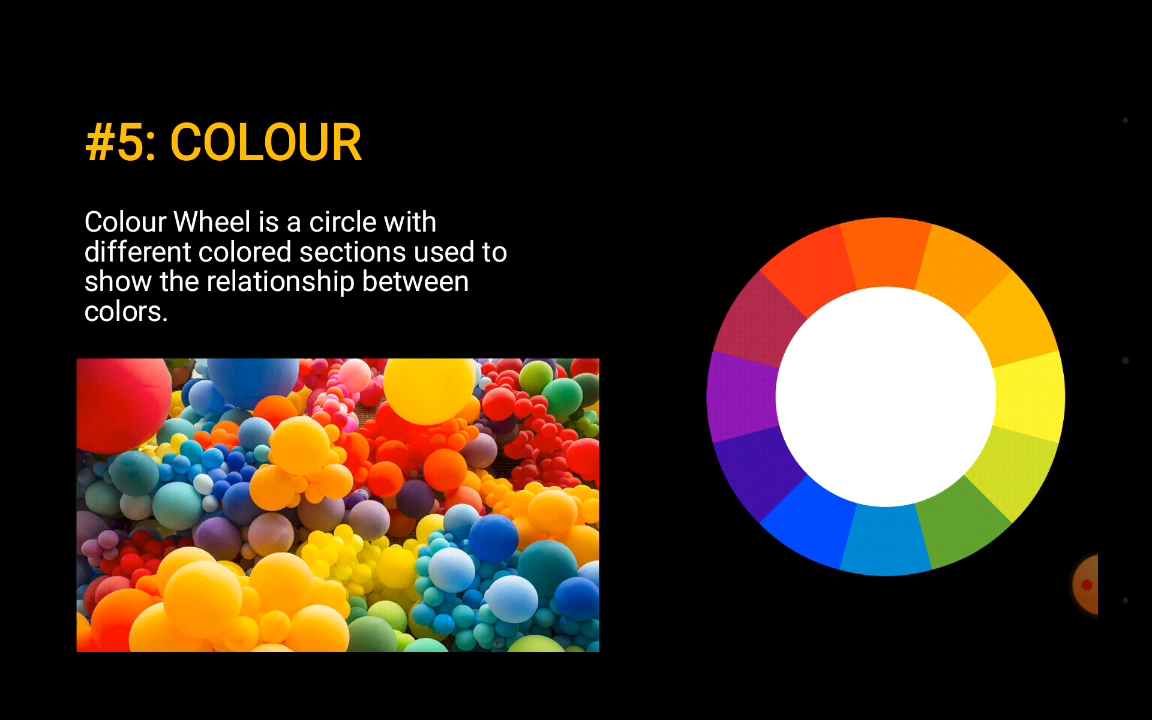 #5: COLOUR
Colour Wheel is a circle with
different colored sections used to
show the relationship between
colors.